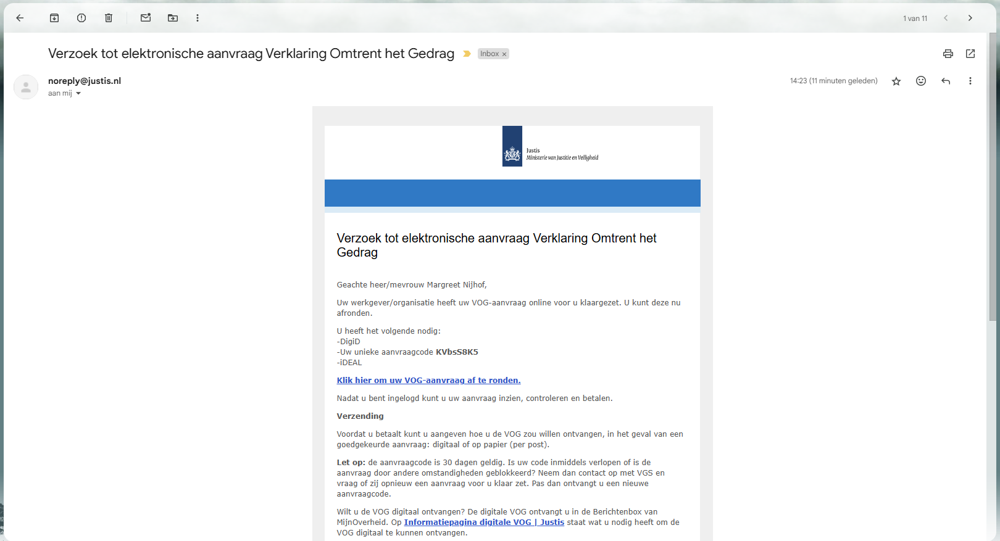 1 van 11
Verzoek tot elektronische aanvraag Verklaring Omtrent het Gedrag
Inbox ×
noreply@justis.nl
14:23 (11 minuten geleden)
aan mij
Justis
Ministerie van Justitie en Veiligheid
Verzoek tot elektronische aanvraag Verklaring Omtrent het
Gedrag
Geachte heer/mevrouw Margreet Nijhof,
Uw werkgever/organisatie heeft uw VOG-aanvraag online voor u klaargezet. U kunt deze nu
afronden.
U heeft het volgende nodig:
-DigiD
-Uw unieke aanvraagcode KVbsS8K5
-iDEAL
Klik hier om uw VOG-aanvraag af te ronden.
Nadat u bent ingelogd kunt u uw aanvraag inzien, controleren en betalen.
Verzending
Voordat u betaalt kunt u aangeven hoe u de VOG zou willen ontvangen, in het geval van een
goedgekeurde aanvraag: digitaal of op papier (per post).
Let op: de aanvraagcode is 30 dagen geldig. Is uw code inmiddels verlopen of is de
aanvraag door andere omstandigheden geblokkeerd? Neem dan contact op met VGS en
vraag of zij opnieuw een aanvraag voor u klaar zet. Pas dan ontvangt u een nieuwe
aanvraagcode.
Wilt u de VOG digitaal ontvangen? De digitale VOG ontvangt u in de Berichtenbox van
MijnOverheid. Op Informatiepagina digitale VOG | Justis staat wat u nodig heeft om de
VOG digitaal te kunnen ontvangen.